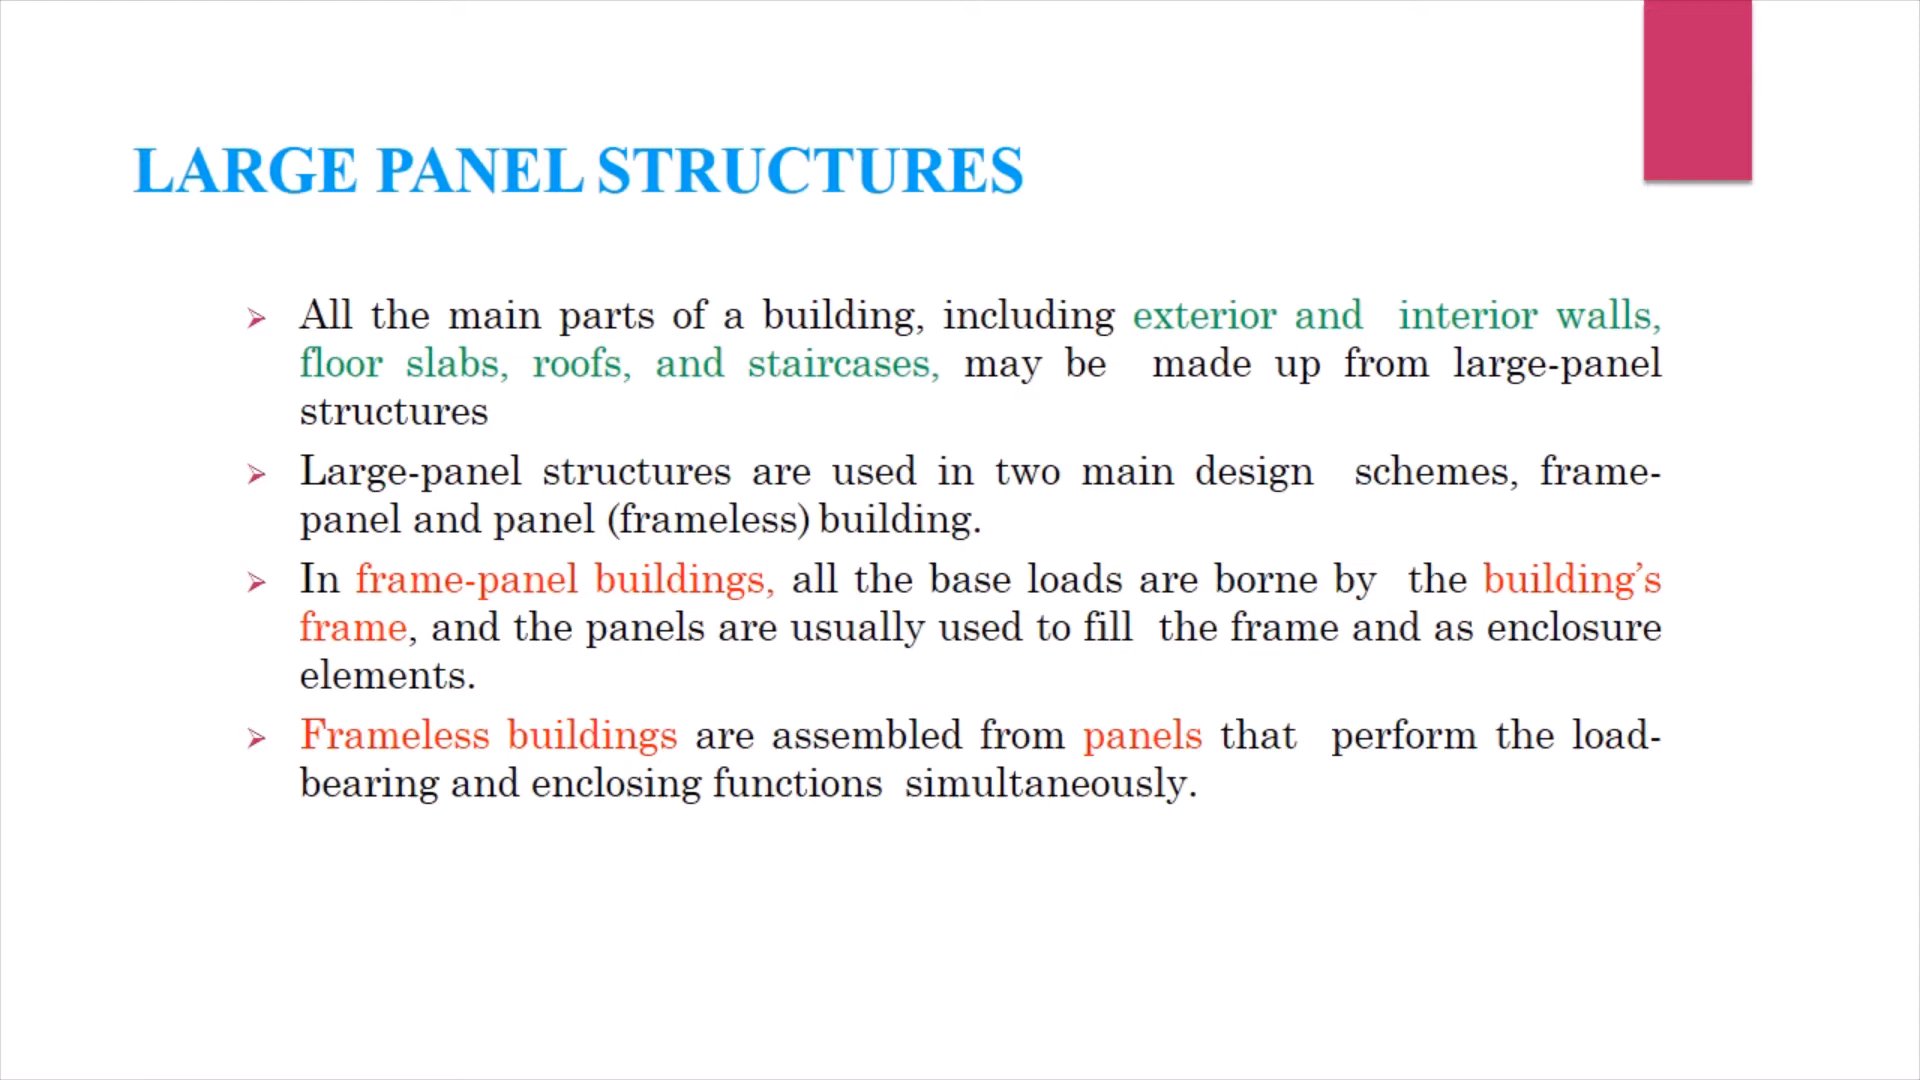 LARGE PANEL STRUCTURES
➢ All the main parts of a building, including exterior and interior walls,
floor slabs, roofs, and staircases, may be made up from large-panel
structures
➢ Large-panel structures are used in two main design schemes, frame-
panel and panel (frameless) building.
➢ In frame-panel buildings, all the base loads are borne by the building’s
frame, and the panels are usually used to fill the frame and as enclosure
elements.
➢ Frameless buildings are assembled from panels that perform the load-
bearing and enclosing functions simultaneously.